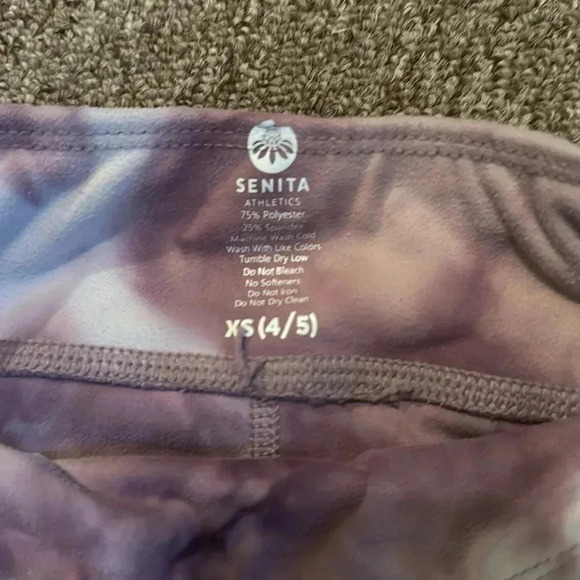 SENITA
ATHLETICS
75% Polyester
25% Spandex
Machine Wash Cold
Wash With Like Colors
Tumble Dry Low
Do Not Bleach
No Softeners
Do Not Iron
Do Not Dry Clean
XS (4/5)